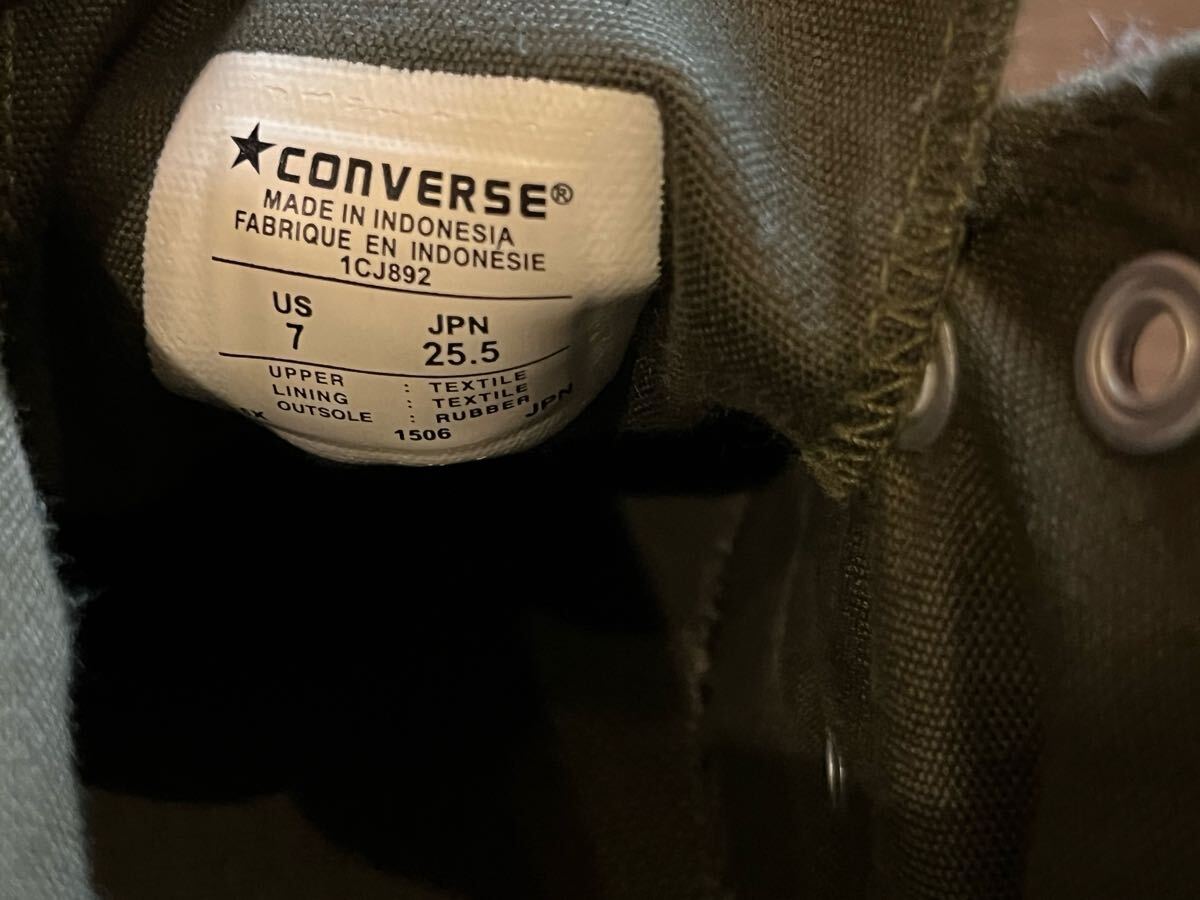 ★CONVERSE®
MADE IN INDONESIA
FABRIQUE EN INDONÉSIE
1CJ892
US JPN
7 25.5
UPPER : TEXTILE
LINING : TEXTILE
OUTSOLE : RUBBER
JPN
1506